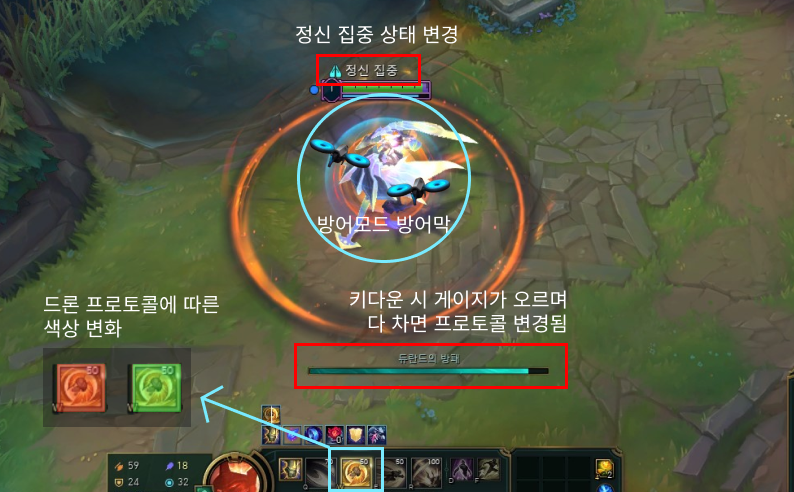 정신 집중 상태 변경
정신 집중
방어모드 방어막
키다운 시 게이지가 오르며
다 차면 프로토콜 변경됨
듀란드의 방패
드론 프로토콜에 따른
색상 변화
50
W
50
W
59
18
24
32
50
100
Q
R
D
F